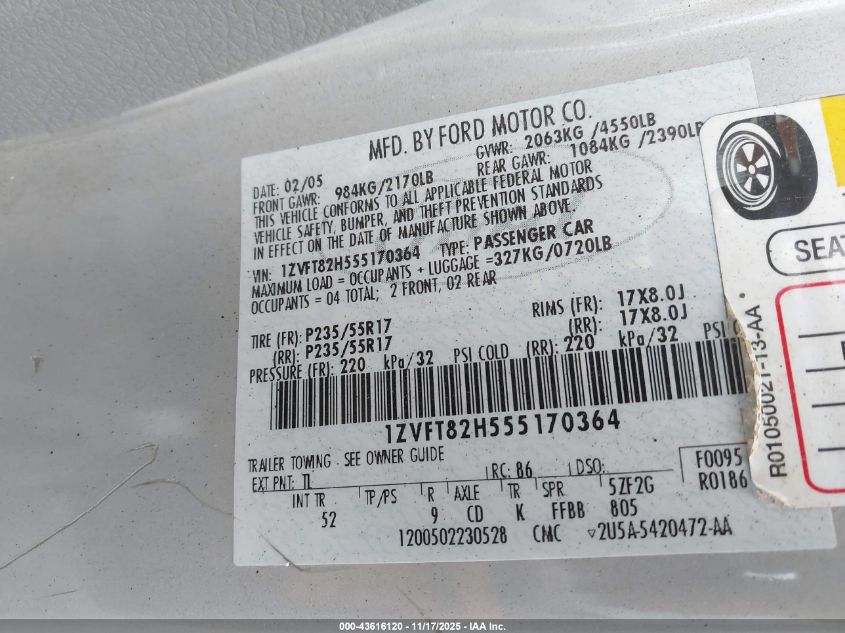 MFD. BY FORD MOTOR CO.
DATE: 02/05 GVWR: 2063KG /4550LB
FRONT GAWR: 984KG/2170LB REAR GAWR: 1084KG /2390LB
THIS VEHICLE CONFORMS TO ALL APPLICABLE FEDERAL MOTOR
VEHICLE SAFETY, BUMPER, AND THEFT PREVENTION STANDARDS
IN EFFECT ON THE DATE OF MANUFACTURE SHOWN ABOVE.
VIN: 1ZVFT82H555170364 TYPE: PASSENGER CAR
MAXIMUM LOAD = OCCUPANTS + LUGGAGE =327KG/0720LB
OCCUPANTS = 04 TOTAL; 2 FRONT, 02 REAR
TIRE (FR): P235/55R17 RIMS (FR): 17X8.0J
(RR): P235/55R17 (RR): 17X8.0J
PRESSURE (FR): 220 kPa/32 PSI COLD (RR): 220 kPa/32 PSI
1ZVFT82H555170364
TRAILER TOWING - SEE OWNER GUIDE
EXT PNT: TL RC: 86 DSO: F0095
INT TR TP/PS R AXLE TR SPR 5ZF2G R0186
52 9 CD K FFBB 805
1200502230528 CMC ▽2U5A-5420472-AA
SEAT
R01050021-13-AA *
000-43616120 - 11/17/2025 - IAA Inc.